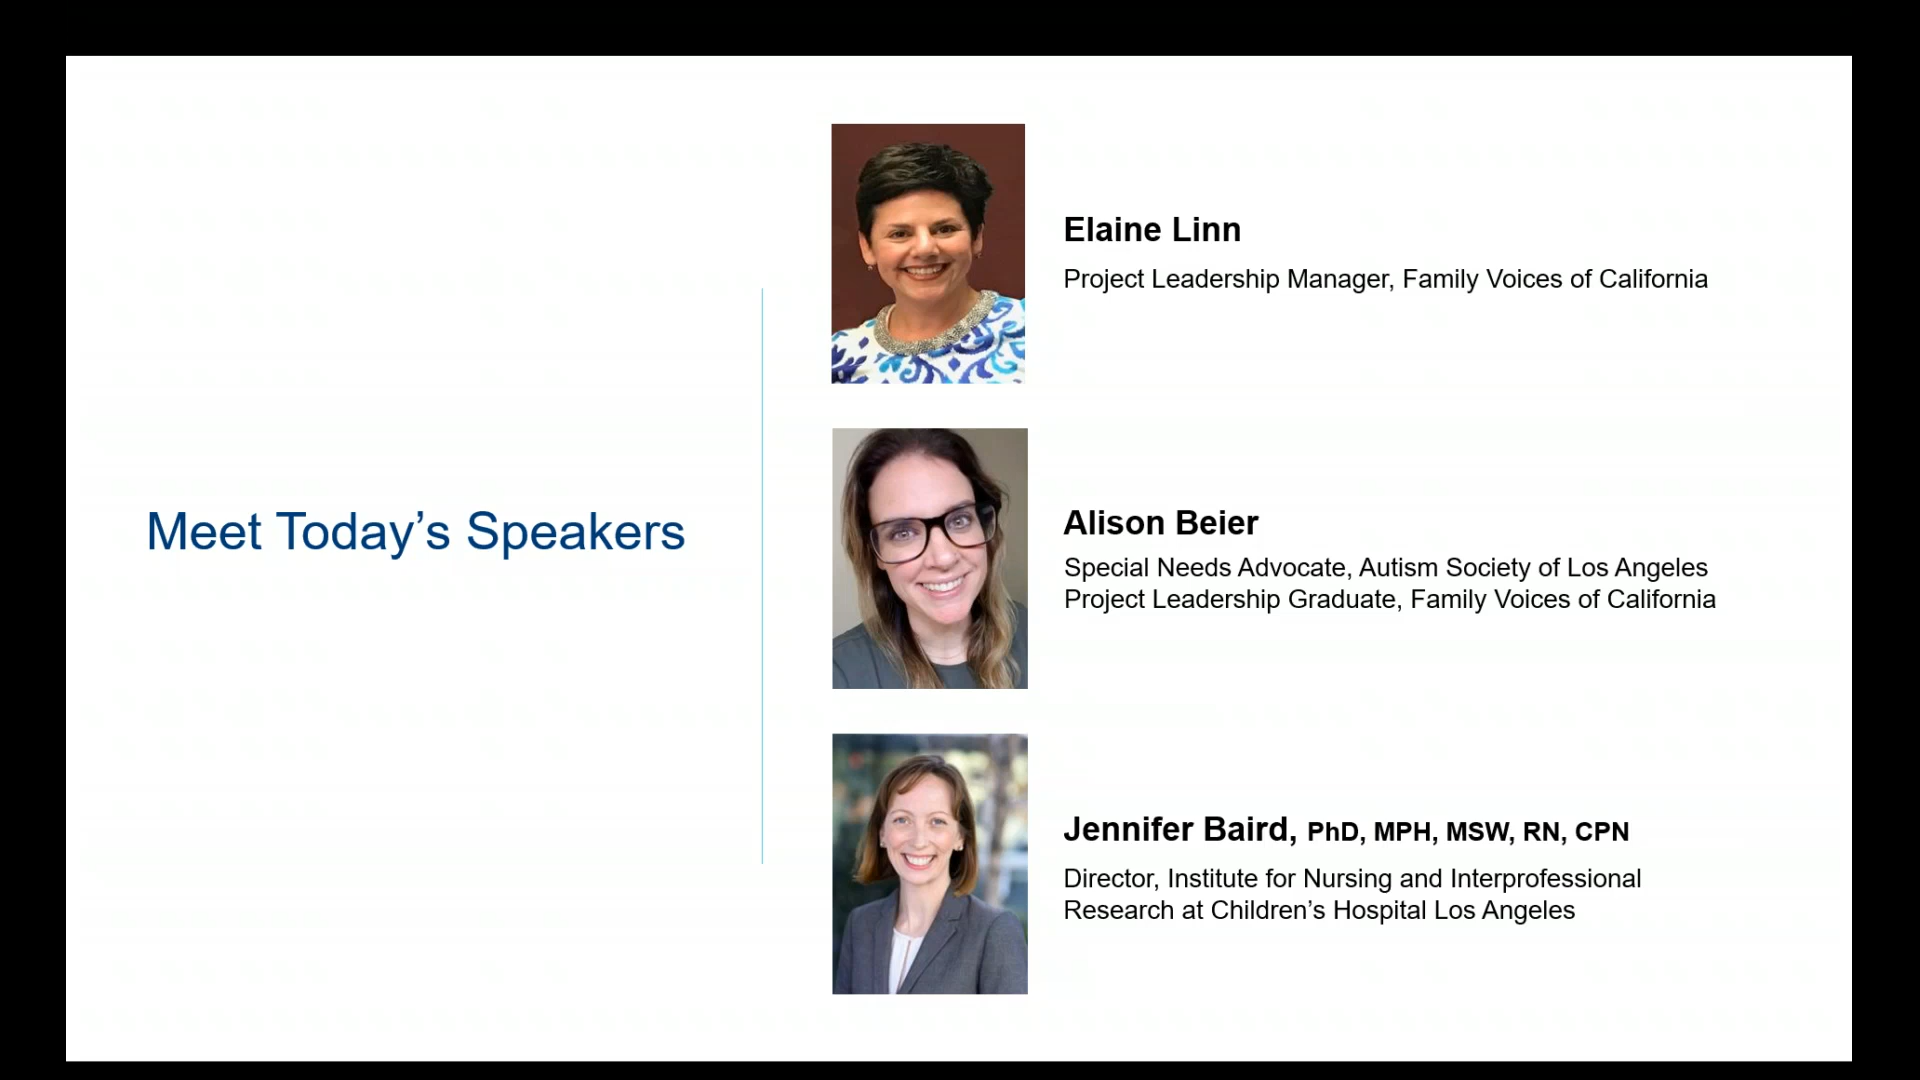 Meet Today’s Speakers
Elaine Linn
Project Leadership Manager, Family Voices of California
Alison Beier
Special Needs Advocate, Autism Society of Los Angeles
Project Leadership Graduate, Family Voices of California
Jennifer Baird, PhD, MPH, MSW, RN, CPN
Director, Institute for Nursing and Interprofessional
Research at Children’s Hospital Los Angeles